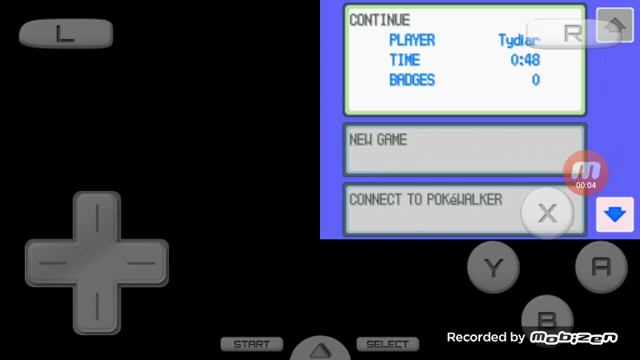 L
R
CONTINUE
PLAYER Tydlar
TIME 0:48
BADGES 0
NEW GAME
00:04
CONNECT TO POKéWALKER
X
Y
A
B
START
SELECT
Recorded by mobizen